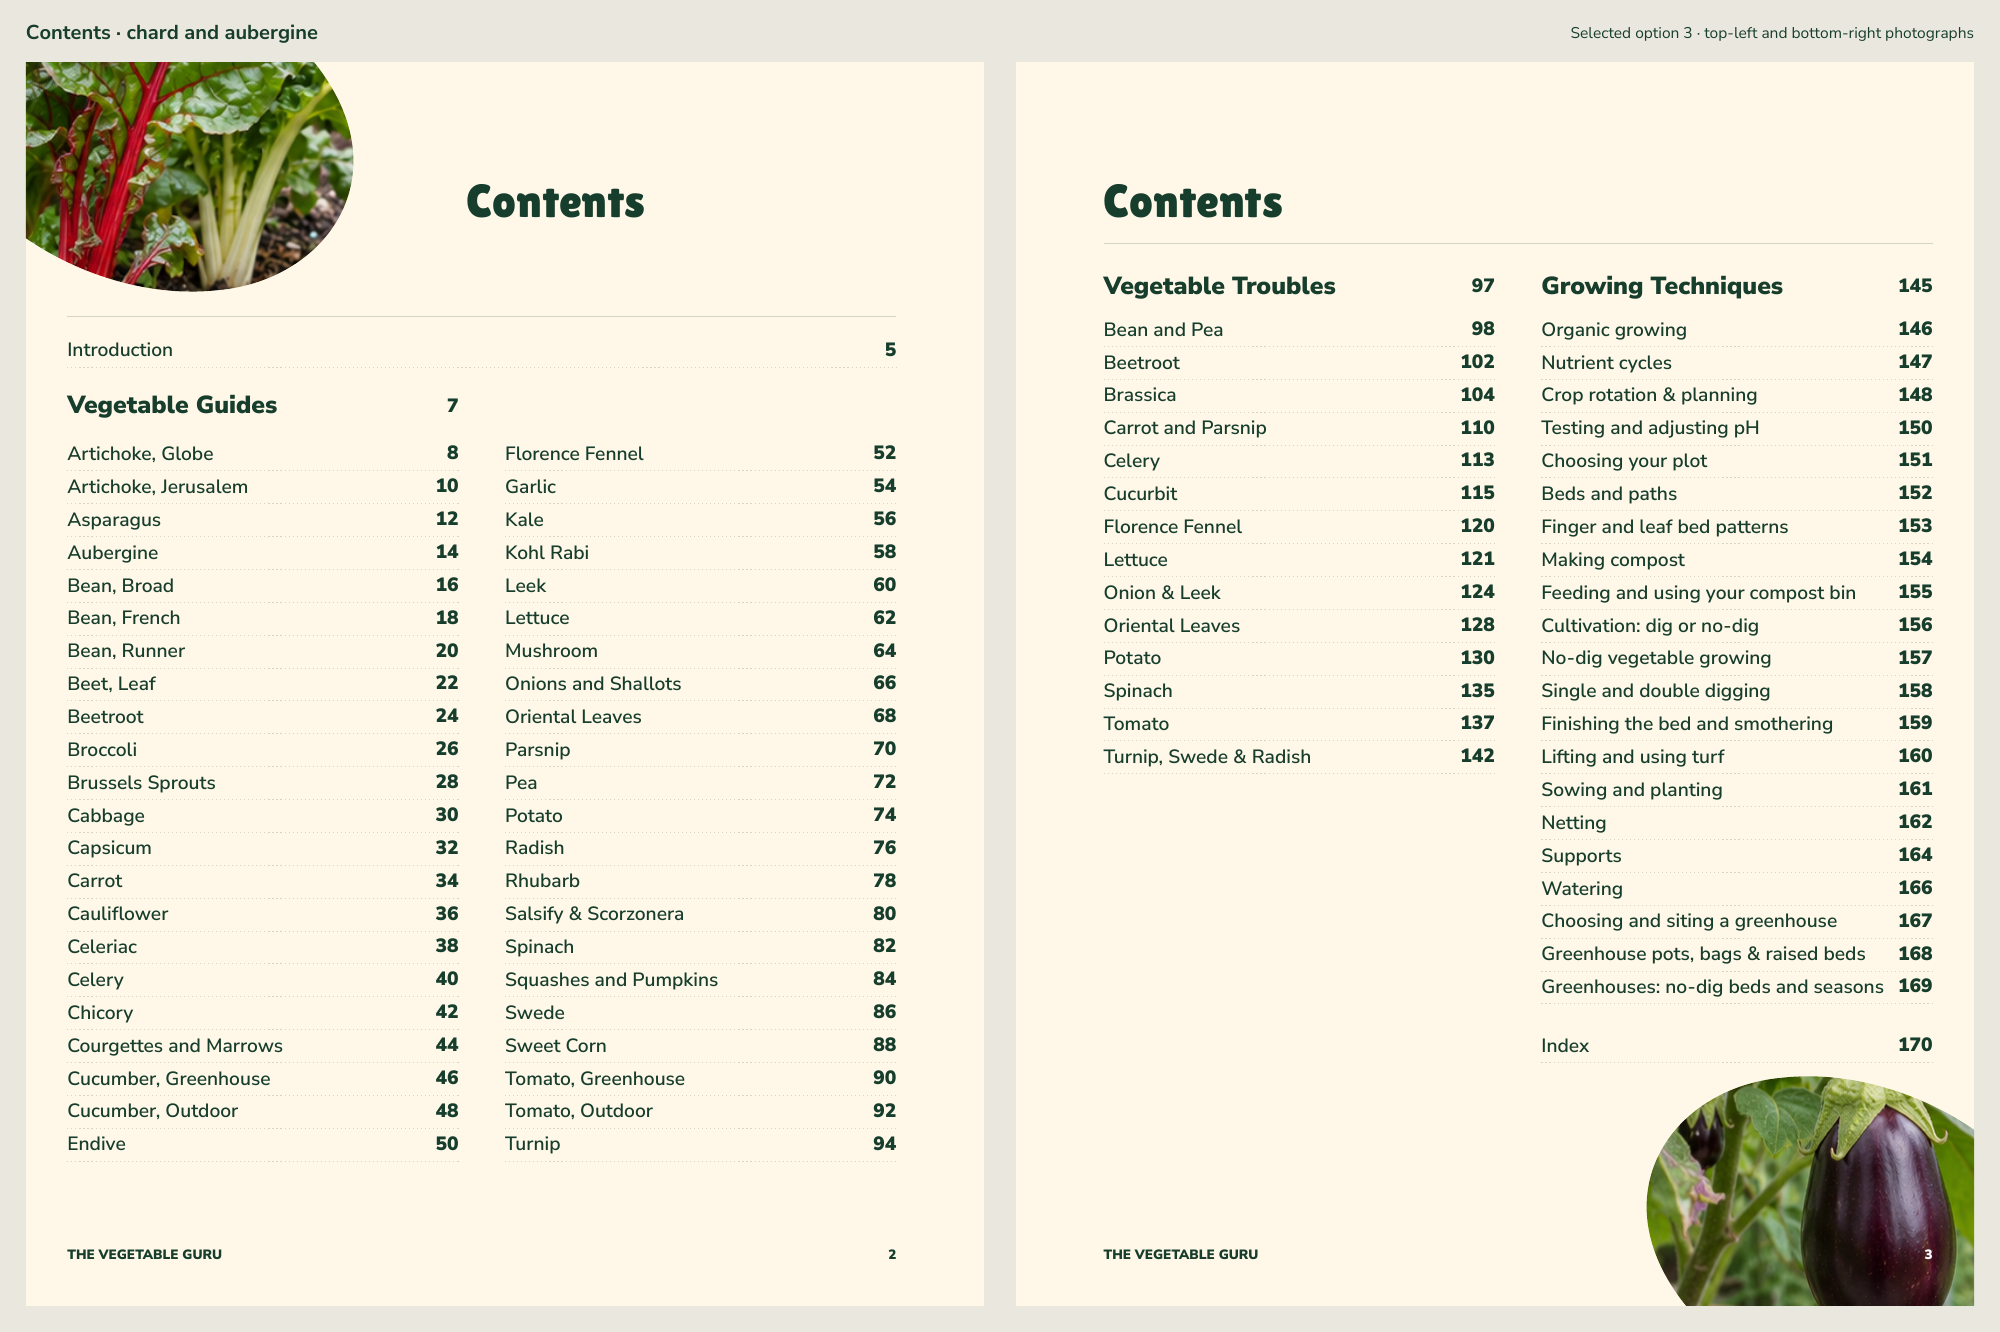 Contents · chard and aubergine
Selected option 3 · top-left and bottom-right photographs
Contents
Introduction 5
Vegetable Guides 7
Artichoke, Globe 8
Artichoke, Jerusalem 10
Asparagus 12
Aubergine 14
Bean, Broad 16
Bean, French 18
Bean, Runner 20
Beet, Leaf 22
Beetroot 24
Broccoli 26
Brussels Sprouts 28
Cabbage 30
Capsicum 32
Carrot 34
Cauliflower 36
Celeriac 38
Celery 40
Chicory 42
Courgettes and Marrows 44
Cucumber, Greenhouse 46
Cucumber, Outdoor 48
Endive 50
Florence Fennel 52
Garlic 54
Kale 56
Kohl Rabi 58
Leek 60
Lettuce 62
Mushroom 64
Onions and Shallots 66
Oriental Leaves 68
Parsnip 70
Pea 72
Potato 74
Radish 76
Rhubarb 78
Salsify & Scorzonera 80
Spinach 82
Squashes and Pumpkins 84
Swede 86
Sweet Corn 88
Tomato, Greenhouse 90
Tomato, Outdoor 92
Turnip 94
THE VEGETABLE GURU 2
Contents
Vegetable Troubles 97
Bean and Pea 98
Beetroot 102
Brassica 104
Carrot and Parsnip 110
Celery 113
Cucurbit 115
Florence Fennel 120
Lettuce 121
Onion & Leek 124
Oriental Leaves 128
Potato 130
Spinach 135
Tomato 137
Turnip, Swede & Radish 142
Growing Techniques 145
Organic growing 146
Nutrient cycles 147
Crop rotation & planning 148
Testing and adjusting pH 150
Choosing your plot 151
Beds and paths 152
Finger and leaf bed patterns 153
Making compost 154
Feeding and using your compost bin 155
Cultivation: dig or no-dig 156
No-dig vegetable growing 157
Single and double digging 158
Finishing the bed and smothering 159
Lifting and using turf 160
Sowing and planting 161
Netting 162
Supports 164
Watering 166
Choosing and siting a greenhouse 167
Greenhouse pots, bags & raised beds 168
Greenhouses: no-dig beds and seasons 169
Index 170
THE VEGETABLE GURU 3